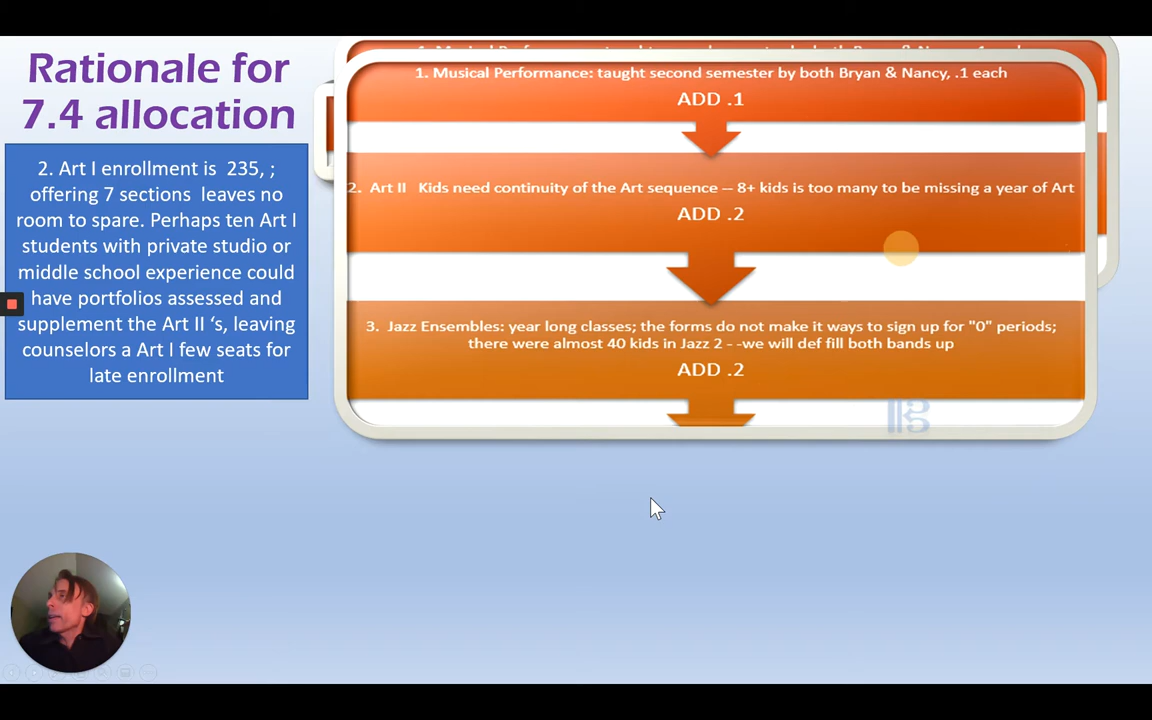 Rationale for
7.4 allocation
2. Art I enrollment is 235, ;
offering 7 sections leaves no
room to spare. Perhaps ten Art I
students with private studio or
middle school experience could
have portfolios assessed and
supplement the Art II ‘s, leaving
counselors a Art I few seats for
late enrollment
1. Musical Performance: taught second semester by both Bryan & Nancy, .1 each
ADD .1
2. Art II Kids need continuity of the Art sequence – 8+ kids is too many to be missing a year of Art
ADD .2
3. Jazz Ensembles: year long classes; the forms do not make it ways to sign up for "0" periods;
there were almost 40 kids in Jazz 2 - -we will def fill both bands up
ADD .2